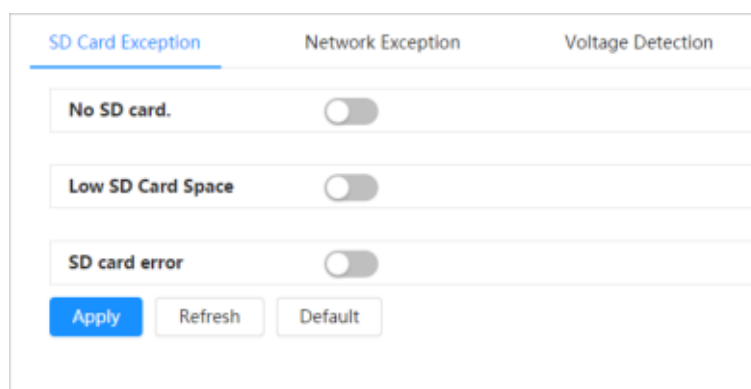 SD Card Exception Network Exception Voltage Detection
No SD card.
Low SD Card Space
SD card error
Apply Refresh Default